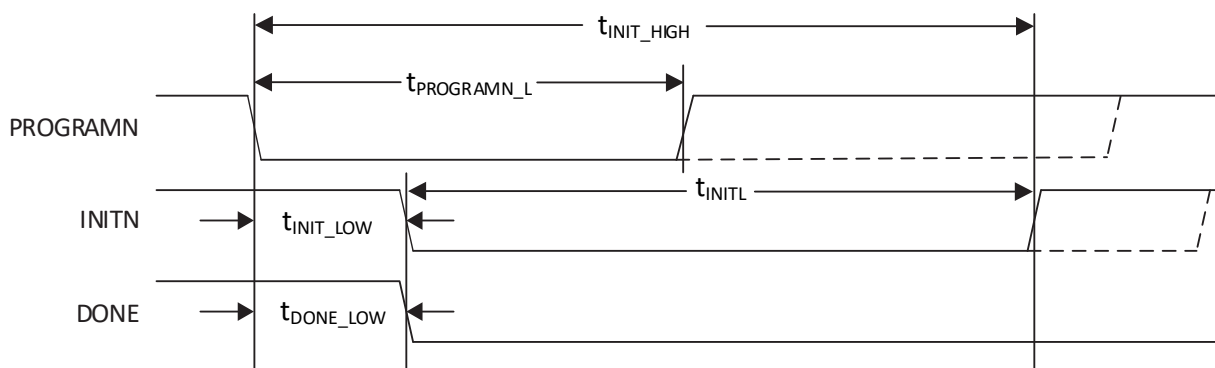 tINIT_HIGH
tPROGRAMN_L
PROGRAMN
tINITL
INITN
tINIT_LOW
DONE
tDONE_LOW